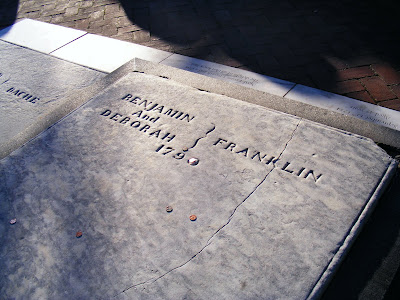 BACHE
BENJAMIN
And
DEBORAH
FRANKLIN
1790